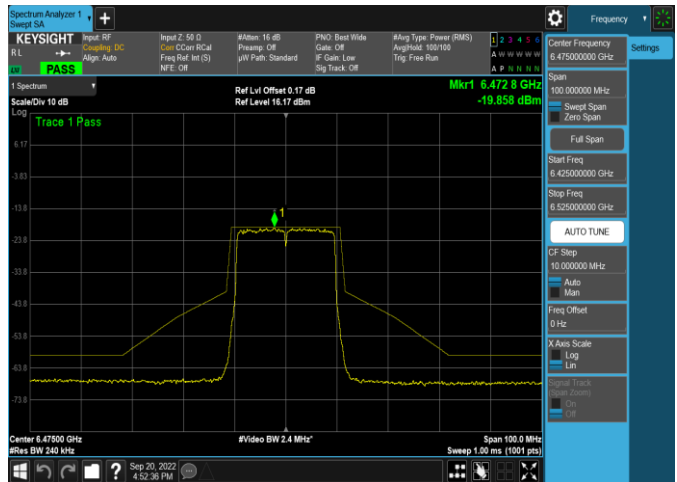 Spectrum Analyzer 1
Swept SA
+
Frequency
KEYSIGHT
RL
PASS
Input: RF
Coupling: DC
Align: Auto
Input Z: 50 Ω
Corr CCorr RCal
Freq Ref: Int (S)
NFE: Off
#Atten: 16 dB
Preamp: Off
µW Path: Standard
PNO: Best Wide
Gate: Off
IF Gain: Low
Sig Track: Off
#Avg Type: Power (RMS)
Avg|Hold: 100/100
Trig: Free Run
1 2 3 4 5 6
A W W W W W
A P N N N N
1 Spectrum
Scale/Div 10 dB
Log
Ref Lvl Offset 0.17 dB
Ref Level 16.17 dBm
Mkr1 6.472 8 GHz
-19.858 dBm
Trace 1 Pass
1
6.17
-3.83
-13.8
-23.8
-33.8
-43.8
-53.8
-63.8
-73.8
Center 6.47500 GHz
#Res BW 240 kHz
#Video BW 2.4 MHz*
Span 100.0 MHz
Sweep 1.00 ms (1001 pts)
Sep 20, 2022
4:52:36 PM
?
Center Frequency
6.475000000 GHz
Span
100.000000 MHz
Swept Span
Zero Span
Full Span
Start Freq
6.425000000 GHz
Stop Freq
6.525000000 GHz
AUTO TUNE
CF Step
10.000000 MHz
Auto
Man
Freq Offset
0 Hz
X Axis Scale
Log
Lin
Signal Track
(Span Zoom)
On
Off
Settings